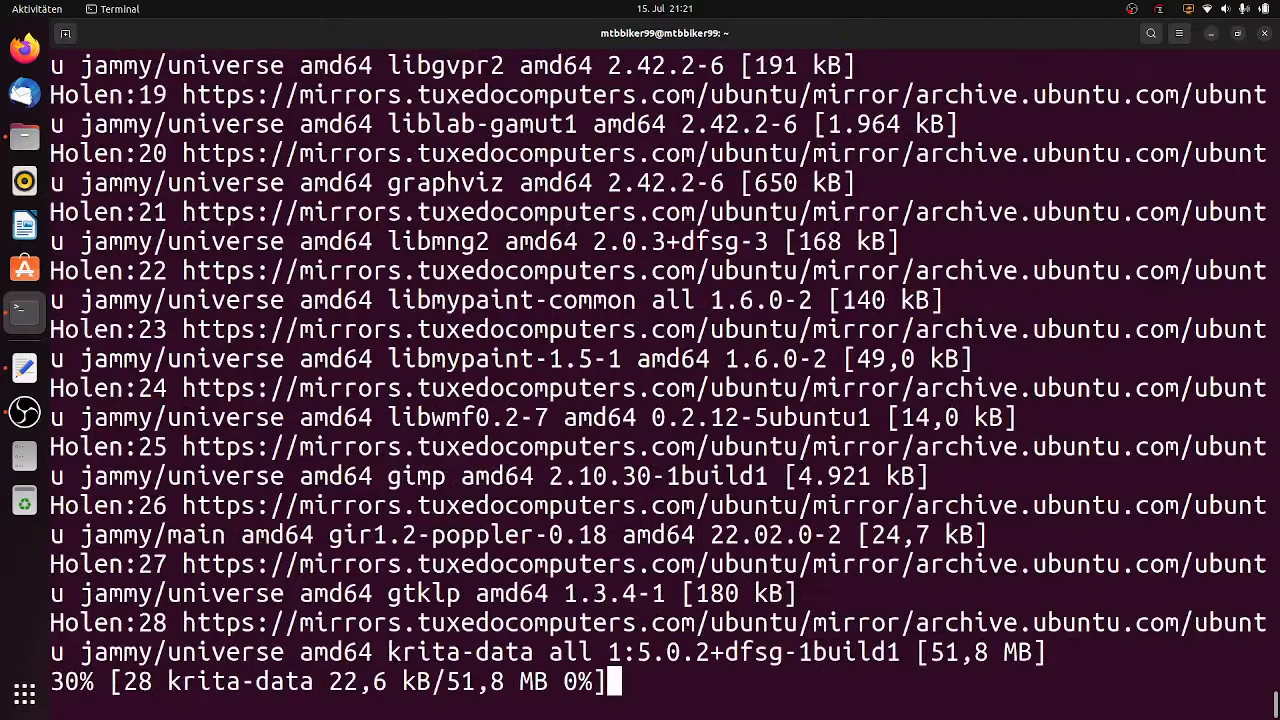 Aktivitäten
Terminal
15. Jul 21:21
mtbbiker99@mtbbiker99: ~
u jammy/universe amd64 libgvpr2 amd64 2.42.2-6 [191 kB]
Holen:19 https://mirrors.tuxedocomputers.com/ubuntu/mirror/archive.ubuntu.com/ubunt
u jammy/universe amd64 liblab-gamut1 amd64 2.42.2-6 [1.964 kB]
Holen:20 https://mirrors.tuxedocomputers.com/ubuntu/mirror/archive.ubuntu.com/ubunt
u jammy/universe amd64 graphviz amd64 2.42.2-6 [650 kB]
Holen:21 https://mirrors.tuxedocomputers.com/ubuntu/mirror/archive.ubuntu.com/ubunt
u jammy/universe amd64 libmng2 amd64 2.0.3+dfsg-3 [168 kB]
Holen:22 https://mirrors.tuxedocomputers.com/ubuntu/mirror/archive.ubuntu.com/ubunt
u jammy/universe amd64 libmypaint-common all 1.6.0-2 [140 kB]
Holen:23 https://mirrors.tuxedocomputers.com/ubuntu/mirror/archive.ubuntu.com/ubunt
u jammy/universe amd64 libmypaint-1.5-1 amd64 1.6.0-2 [49,0 kB]
Holen:24 https://mirrors.tuxedocomputers.com/ubuntu/mirror/archive.ubuntu.com/ubunt
u jammy/universe amd64 libwmf0.2-7 amd64 0.2.12-5ubuntu1 [14,0 kB]
Holen:25 https://mirrors.tuxedocomputers.com/ubuntu/mirror/archive.ubuntu.com/ubunt
u jammy/universe amd64 gimp amd64 2.10.30-1build1 [4.921 kB]
Holen:26 https://mirrors.tuxedocomputers.com/ubuntu/mirror/archive.ubuntu.com/ubunt
u jammy/main amd64 gir1.2-poppler-0.18 amd64 22.02.0-2 [24,7 kB]
Holen:27 https://mirrors.tuxedocomputers.com/ubuntu/mirror/archive.ubuntu.com/ubunt
u jammy/universe amd64 gtklp amd64 1.3.4-1 [180 kB]
Holen:28 https://mirrors.tuxedocomputers.com/ubuntu/mirror/archive.ubuntu.com/ubunt
u jammy/universe amd64 krita-data all 1:5.0.2+dfsg-1build1 [51,8 MB]
30% [28 krita-data 22,6 kB/51,8 MB 0%]